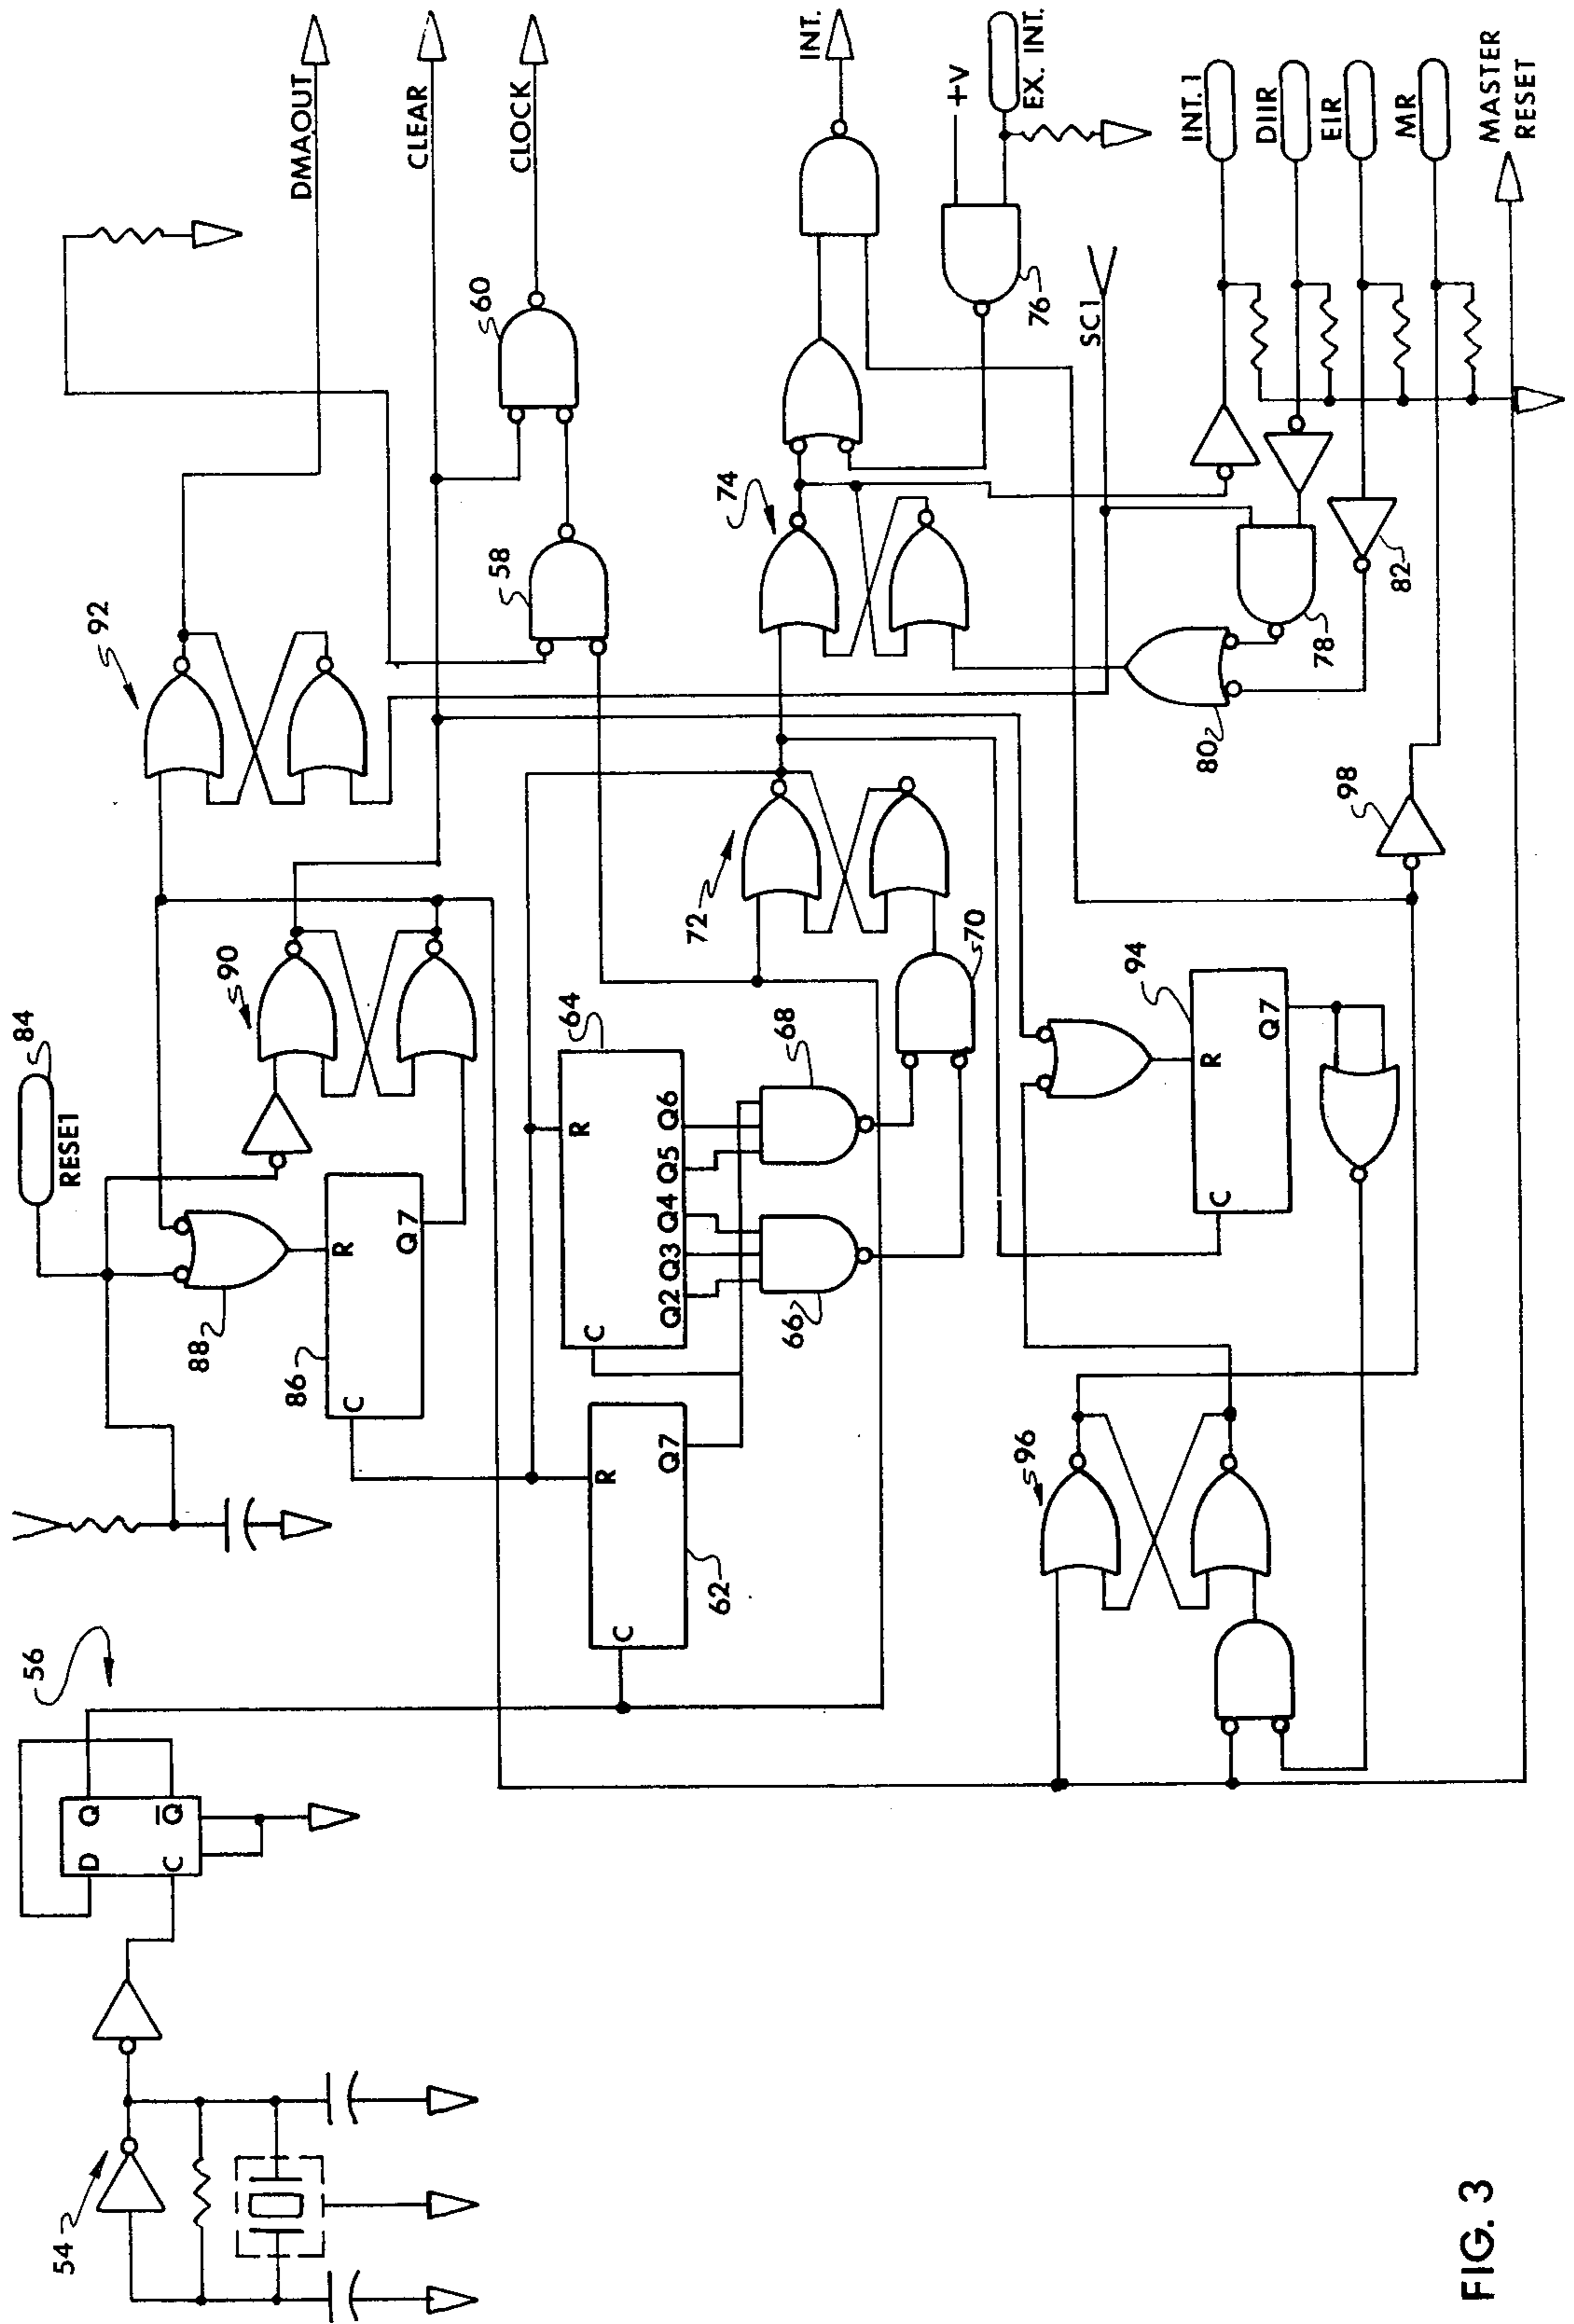 DMAOUT
CLEAR
CLOCK
INT.
+V
EX. INT.
INT. 1
DIIR
EIR
MR
MASTER
RESET
SC 1
60
58
92
74
76
78
80
82
98
84
RESET
90
88
86
C
R
Q7
64
C
R
Q2
Q3
Q4
Q5
Q6
66
68
70
72
62
C
R
Q7
94
C
R
Q7
96
56
D
Q
C
Q̅
54
FIG. 3